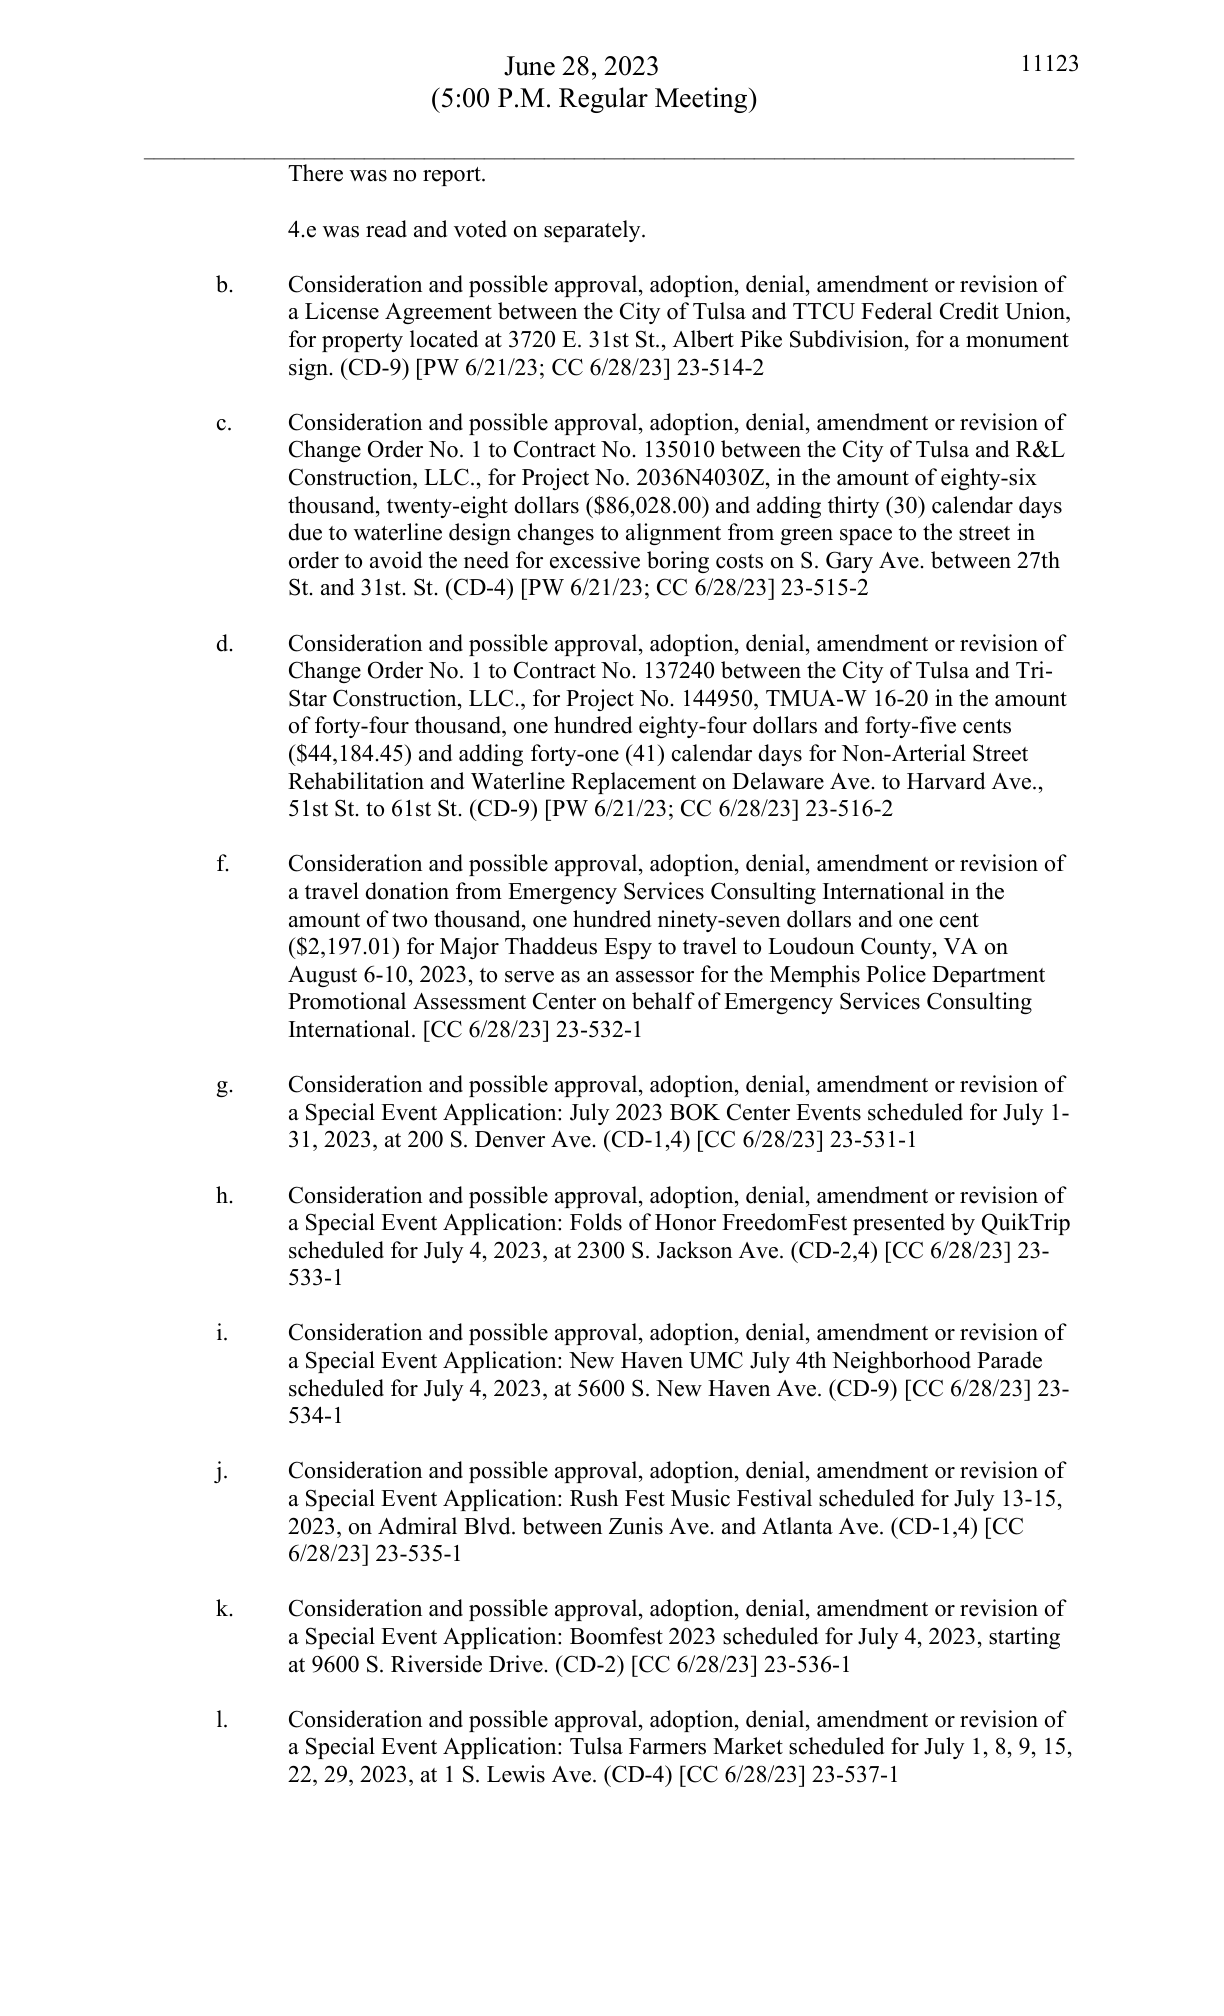 June 28, 2023
11123
(5:00 P.M. Regular Meeting)
There was no report.
4.e was read and voted on separately.
b. Consideration and possible approval, adoption, denial, amendment or revision of
a License Agreement between the City of Tulsa and TTCU Federal Credit Union,
for property located at 3720 E. 31st St., Albert Pike Subdivision, for a monument
sign. (CD-9) [PW 6/21/23; CC 6/28/23] 23-514-2
c. Consideration and possible approval, adoption, denial, amendment or revision of
Change Order No. 1 to Contract No. 135010 between the City of Tulsa and R&L
Construction, LLC., for Project No. 2036N4030Z, in the amount of eighty-six
thousand, twenty-eight dollars ($86,028.00) and adding thirty (30) calendar days
due to waterline design changes to alignment from green space to the street in
order to avoid the need for excessive boring costs on S. Gary Ave. between 27th
St. and 31st. St. (CD-4) [PW 6/21/23; CC 6/28/23] 23-515-2
d. Consideration and possible approval, adoption, denial, amendment or revision of
Change Order No. 1 to Contract No. 137240 between the City of Tulsa and Tri-
Star Construction, LLC., for Project No. 144950, TMUA-W 16-20 in the amount
of forty-four thousand, one hundred eighty-four dollars and forty-five cents
($44,184.45) and adding forty-one (41) calendar days for Non-Arterial Street
Rehabilitation and Waterline Replacement on Delaware Ave. to Harvard Ave.,
51st St. to 61st St. (CD-9) [PW 6/21/23; CC 6/28/23] 23-516-2
f. Consideration and possible approval, adoption, denial, amendment or revision of
a travel donation from Emergency Services Consulting International in the
amount of two thousand, one hundred ninety-seven dollars and one cent
($2,197.01) for Major Thaddeus Espy to travel to Loudoun County, VA on
August 6-10, 2023, to serve as an assessor for the Memphis Police Department
Promotional Assessment Center on behalf of Emergency Services Consulting
International. [CC 6/28/23] 23-532-1
g. Consideration and possible approval, adoption, denial, amendment or revision of
a Special Event Application: July 2023 BOK Center Events scheduled for July 1-
31, 2023, at 200 S. Denver Ave. (CD-1,4) [CC 6/28/23] 23-531-1
h. Consideration and possible approval, adoption, denial, amendment or revision of
a Special Event Application: Folds of Honor FreedomFest presented by QuikTrip
scheduled for July 4, 2023, at 2300 S. Jackson Ave. (CD-2,4) [CC 6/28/23] 23-
533-1
i. Consideration and possible approval, adoption, denial, amendment or revision of
a Special Event Application: New Haven UMC July 4th Neighborhood Parade
scheduled for July 4, 2023, at 5600 S. New Haven Ave. (CD-9) [CC 6/28/23] 23-
534-1
j. Consideration and possible approval, adoption, denial, amendment or revision of
a Special Event Application: Rush Fest Music Festival scheduled for July 13-15,
2023, on Admiral Blvd. between Zunis Ave. and Atlanta Ave. (CD-1,4) [CC
6/28/23] 23-535-1
k. Consideration and possible approval, adoption, denial, amendment or revision of
a Special Event Application: Boomfest 2023 scheduled for July 4, 2023, starting
at 9600 S. Riverside Drive. (CD-2) [CC 6/28/23] 23-536-1
l. Consideration and possible approval, adoption, denial, amendment or revision of
a Special Event Application: Tulsa Farmers Market scheduled for July 1, 8, 9, 15,
22, 29, 2023, at 1 S. Lewis Ave. (CD-4) [CC 6/28/23] 23-537-1